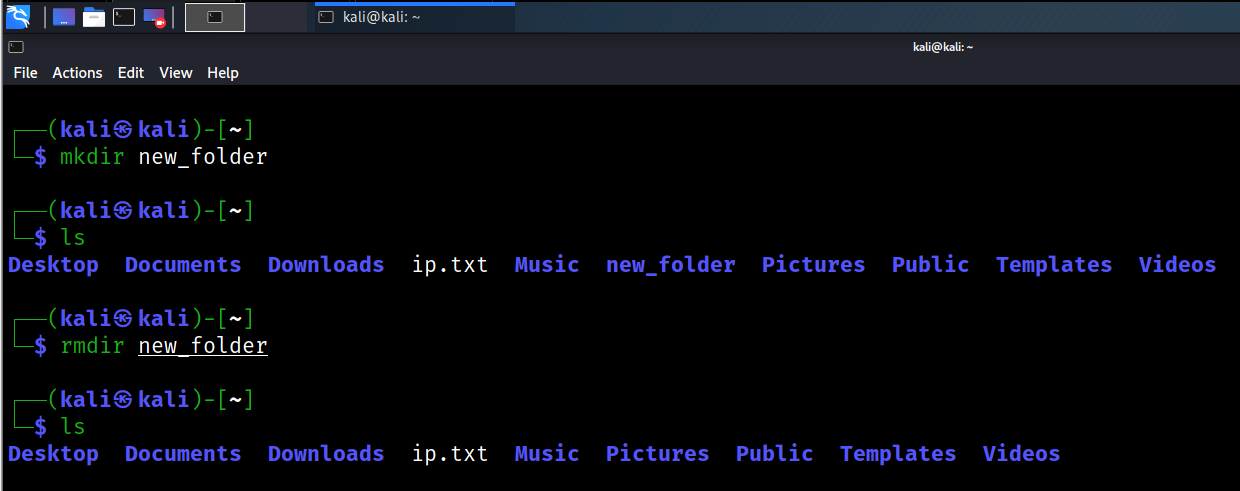 kali@kali: ~
kali@kali: ~
File Actions Edit View Help
┌──(kali㉿kali)-[~]
└─$ mkdir new_folder
┌──(kali㉿kali)-[~]
└─$ ls
Desktop Documents Downloads ip.txt Music new_folder Pictures Public Templates Videos
┌──(kali㉿kali)-[~]
└─$ rmdir new_folder
┌──(kali㉿kali)-[~]
└─$ ls
Desktop Documents Downloads ip.txt Music Pictures Public Templates Videos